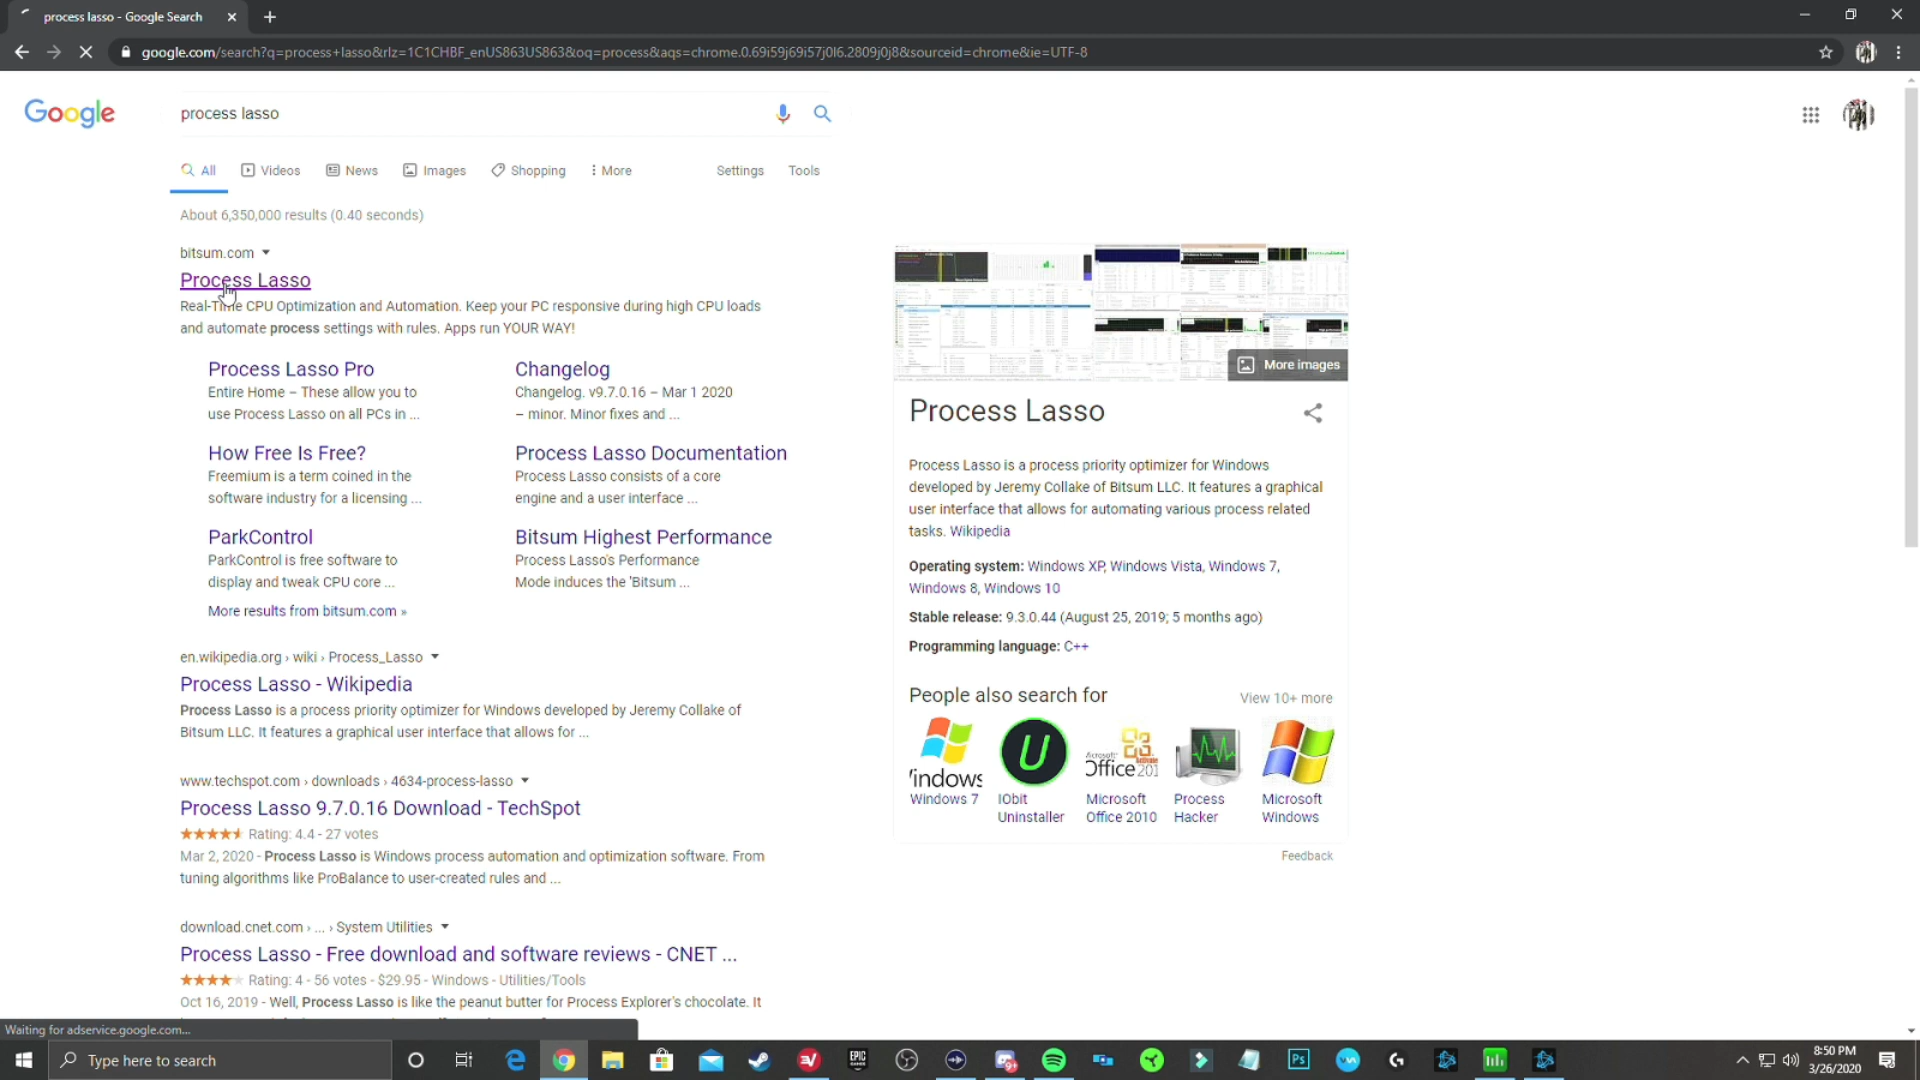 process lasso - Google Search
google.com/search?q=process+lasso&rlz=1C1CHBF_enUS863US863&oq=process&aqs=chrome.0.69i59j69i57j0l6.2809j0j8&sourceid=chrome&ie=UTF-8
Google
process lasso
All
Videos
News
Images
Shopping
More
Settings
Tools
About 6,350,000 results (0.40 seconds)
bitsum.com
Process Lasso
Real-Time CPU Optimization and Automation. Keep your PC responsive during high CPU loads
and automate process settings with rules. Apps run YOUR WAY!
Process Lasso Pro
Entire Home – These allow you to
use Process Lasso on all PCs in ...
Changelog
Changelog. v9.7.0.16 – Mar 1 2020
– minor. Minor fixes and ...
How Free Is Free?
Freemium is a term coined in the
software industry for a licensing ...
Process Lasso Documentation
Process Lasso consists of a core
engine and a user interface ...
ParkControl
ParkControl is free software to
display and tweak CPU core ...
Bitsum Highest Performance
Process Lasso's Performance
Mode induces the 'Bitsum ...
More results from bitsum.com »
en.wikipedia.org › wiki › Process_Lasso
Process Lasso - Wikipedia
Process Lasso is a process priority optimizer for Windows developed by Jeremy Collake of
Bitsum LLC. It features a graphical user interface that allows for ...
www.techspot.com › downloads › 4634-process-lasso
Process Lasso 9.7.0.16 Download - TechSpot
Rating: 4.4 - 27 votes
Mar 2, 2020 - Process Lasso is Windows process automation and optimization software. From
tuning algorithms like ProBalance to user-created rules and ...
download.cnet.com › ... › System Utilities
Process Lasso - Free download and software reviews - CNET ...
Rating: 4 - 56 votes - $29.95 - Windows - Utilities/Tools
Oct 16, 2019 - Well, Process Lasso is like the peanut butter for Process Explorer's chocolate. It
More images
Process Lasso
Process Lasso is a process priority optimizer for Windows
developed by Jeremy Collake of Bitsum LLC. It features a graphical
user interface that allows for automating various process related
tasks. Wikipedia
Operating system: Windows XP, Windows Vista, Windows 7,
Windows 8, Windows 10
Stable release: 9.3.0.44 (August 25, 2019; 5 months ago)
Programming language: C++
People also search for
View 10+ more
Windows 7
IObit
Uninstaller
Microsoft
Office 2010
Process
Hacker
Microsoft
Windows
Feedback
Waiting for adservice.google.com...
Type here to search
EPIC
Ps
8:50 PM
3/26/2020